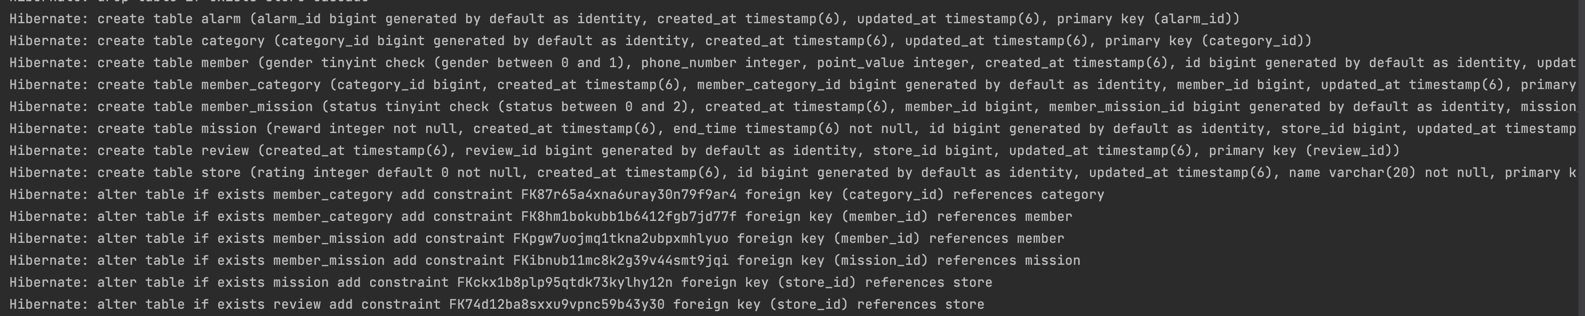 Hibernate: drop table if exists store cascade
Hibernate: create table alarm (alarm_id bigint generated by default as identity, created_at timestamp(6), updated_at timestamp(6), primary key (alarm_id))
Hibernate: create table category (category_id bigint generated by default as identity, created_at timestamp(6), updated_at timestamp(6), primary key (category_id))
Hibernate: create table member (gender tinyint check (gender between 0 and 1), phone_number integer, point_value integer, created_at timestamp(6), id bigint generated by default as identity, updat
Hibernate: create table member_category (category_id bigint, created_at timestamp(6), member_category_id bigint generated by default as identity, member_id bigint, updated_at timestamp(6), primary
Hibernate: create table member_mission (status tinyint check (status between 0 and 2), created_at timestamp(6), member_id bigint, member_mission_id bigint generated by default as identity, mission
Hibernate: create table mission (reward integer not null, created_at timestamp(6), end_time timestamp(6) not null, id bigint generated by default as identity, store_id bigint, updated_at timestamp
Hibernate: create table review (created_at timestamp(6), review_id bigint generated by default as identity, store_id bigint, updated_at timestamp(6), primary key (review_id))
Hibernate: create table store (rating integer default 0 not null, created_at timestamp(6), id bigint generated by default as identity, updated_at timestamp(6), name varchar(20) not null, primary k
Hibernate: alter table if exists member_category add constraint FK87r65a4xna6uray30n79f9ar4 foreign key (category_id) references category
Hibernate: alter table if exists member_category add constraint FK8hm1bokubb1b6412fgb7jd77f foreign key (member_id) references member
Hibernate: alter table if exists member_mission add constraint FKpgw7uojmq1tkna2ubpxmhlyuo foreign key (member_id) references member
Hibernate: alter table if exists member_mission add constraint FKibnub11mc8k2g39v44smt9jqi foreign key (mission_id) references mission
Hibernate: alter table if exists mission add constraint FKckx1b8plp95qtdk73kylhy12n foreign key (store_id) references store
Hibernate: alter table if exists review add constraint FK74d12ba8sxxu9vpnc59b43y30 foreign key (store_id) references store